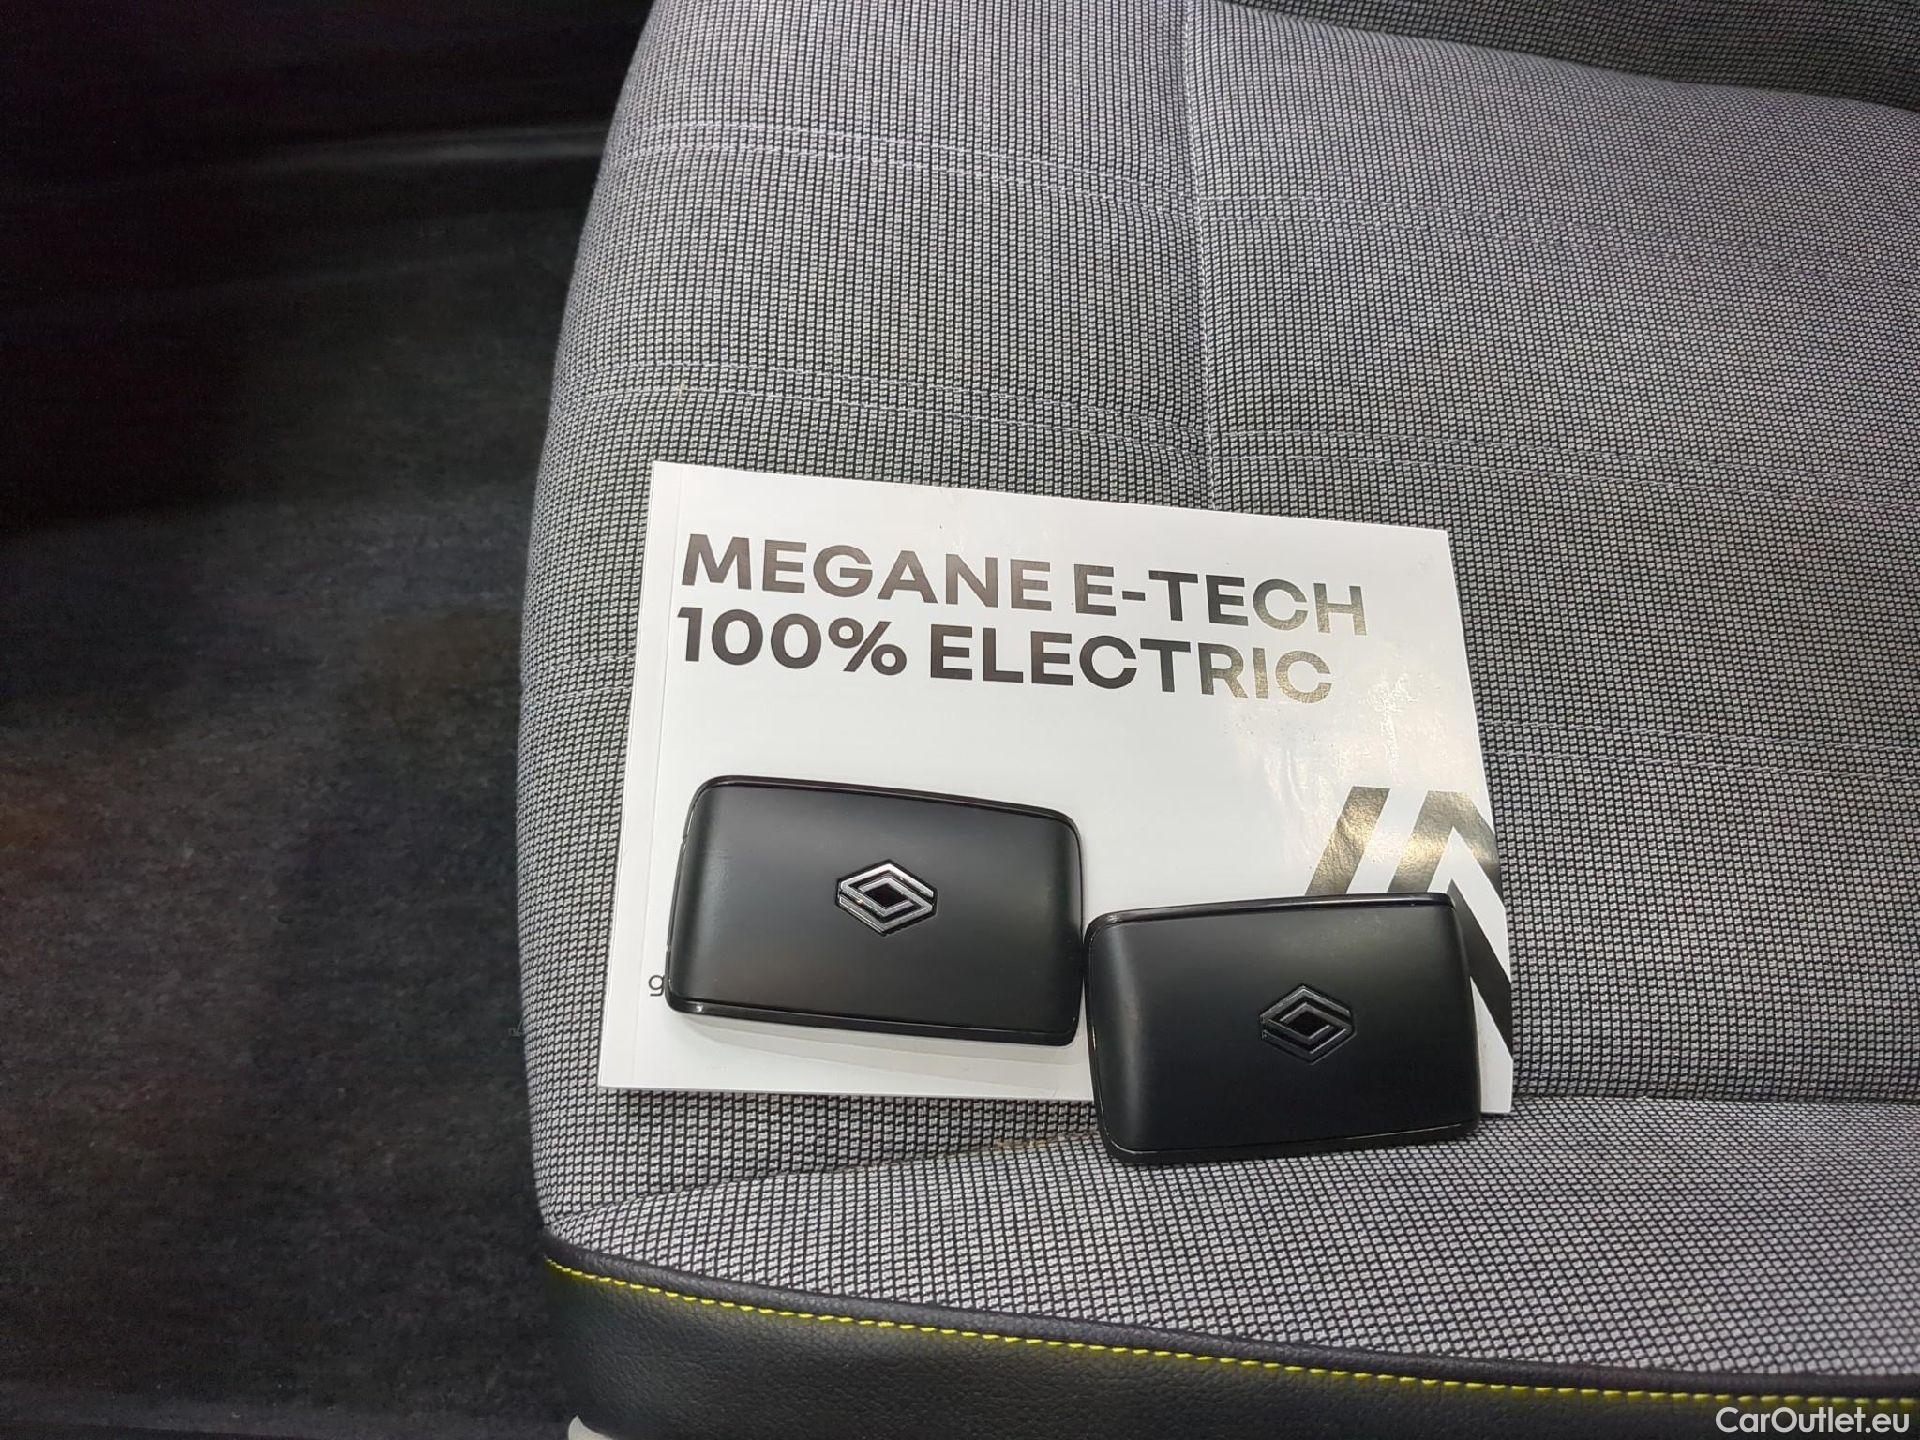 MEGANE E-TECH
100% ELECTRIC
g
CarOutlet.eu